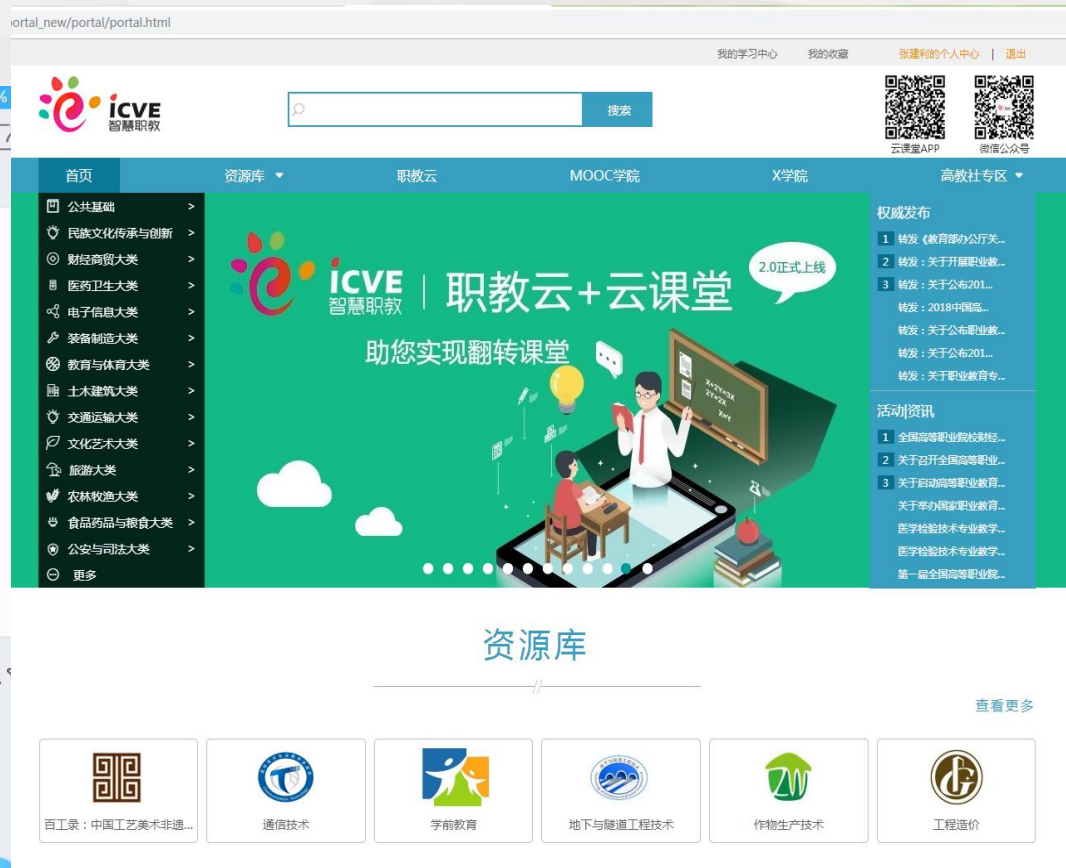 ortal_new/portal/portal.html
我的学习中心 我的收藏 张建利的个人中心 | 退出
icve
智慧职教
搜索
云课堂APP 微信公众号
首页 资源库 职教云 MOOC学院 X学院 高教社专区
公共基础 >
民族文化传承与创新 >
财经商贸大类 >
医药卫生大类 >
电子信息大类 >
装备制造大类 >
教育与体育大类 >
土木建筑大类 >
交通运输大类 >
文化艺术大类 >
旅游大类 >
农林牧渔大类 >
食品药品与粮食大类 >
公安与司法大类 >
更多
icve
智慧职教
职教云+云课堂
2.0正式上线
助您实现翻转课堂
X+2Y=3X
2Y=2X
X=Y
权威发布
1 转发《教育部办公厅关...
2 转发：关于开展职业教...
3 转发：关于公布201...
转发：2018中国高...
转发：关于公布职业教...
转发：关于公布201...
转发：关于职业教育专...
活动|资讯
1 全国高等职业院校财经...
2 关于召开全国高等职业...
3 关于启动高等职业教育...
关于举办国家职业教育...
医学检验技术专业教学...
医学检验技术专业教学...
第一届全国高等职业院...
资源库
查看更多
百工录：中国工艺美术非遗...
通信技术
学前教育
地下与隧道工程技术
作物生产技术
工程造价